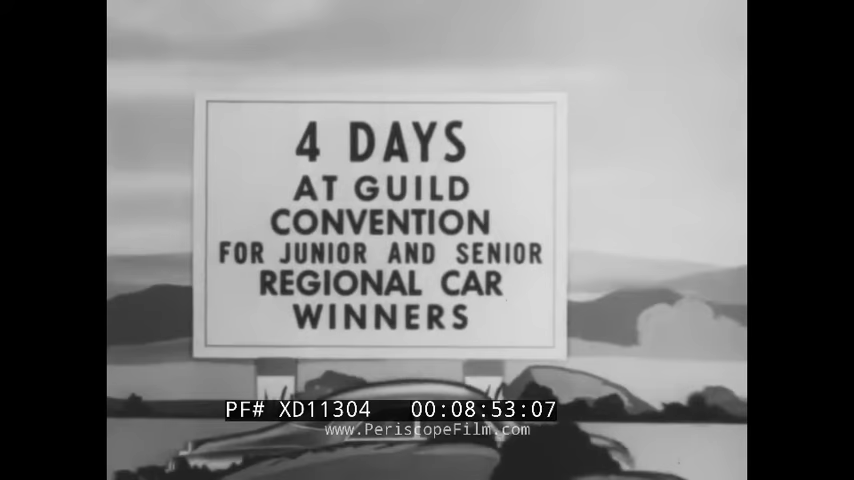 4 DAYS
AT GUILD
CONVENTION
FOR JUNIOR AND SENIOR
REGIONAL CAR
WINNERS
PF# XD11304 00:08:53:07
www.PeriscopeFilm.com